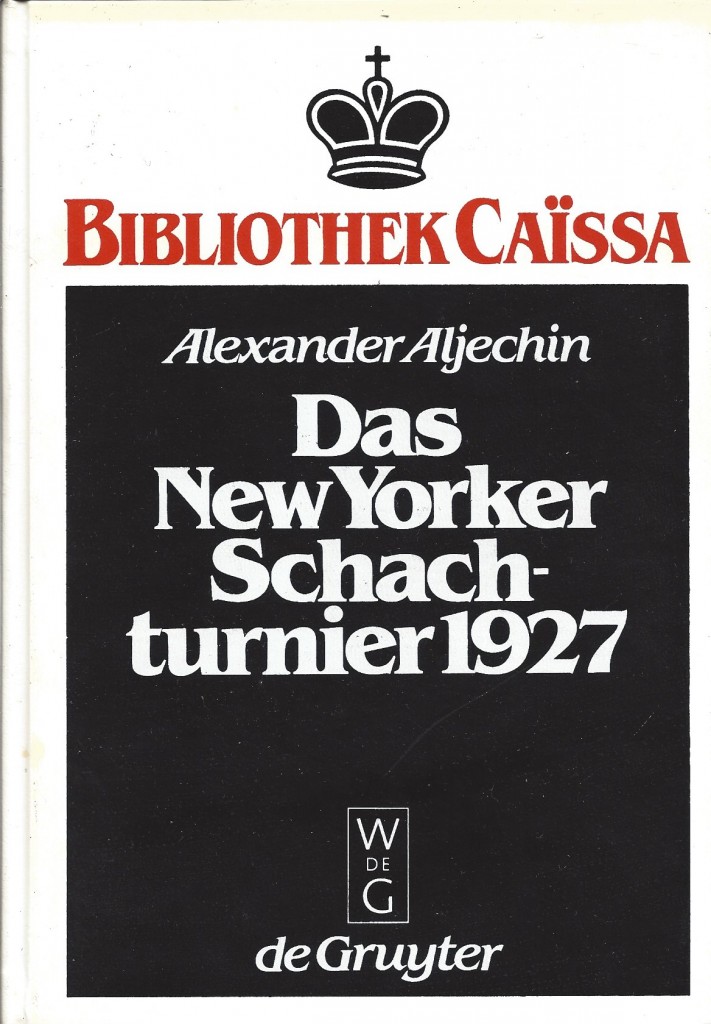 BIBLIOTHEK CAÏSSA
Alexander Aljechin
Das
New Yorker
Schach-
turnier 1927
W
DE
G
de Gruyter